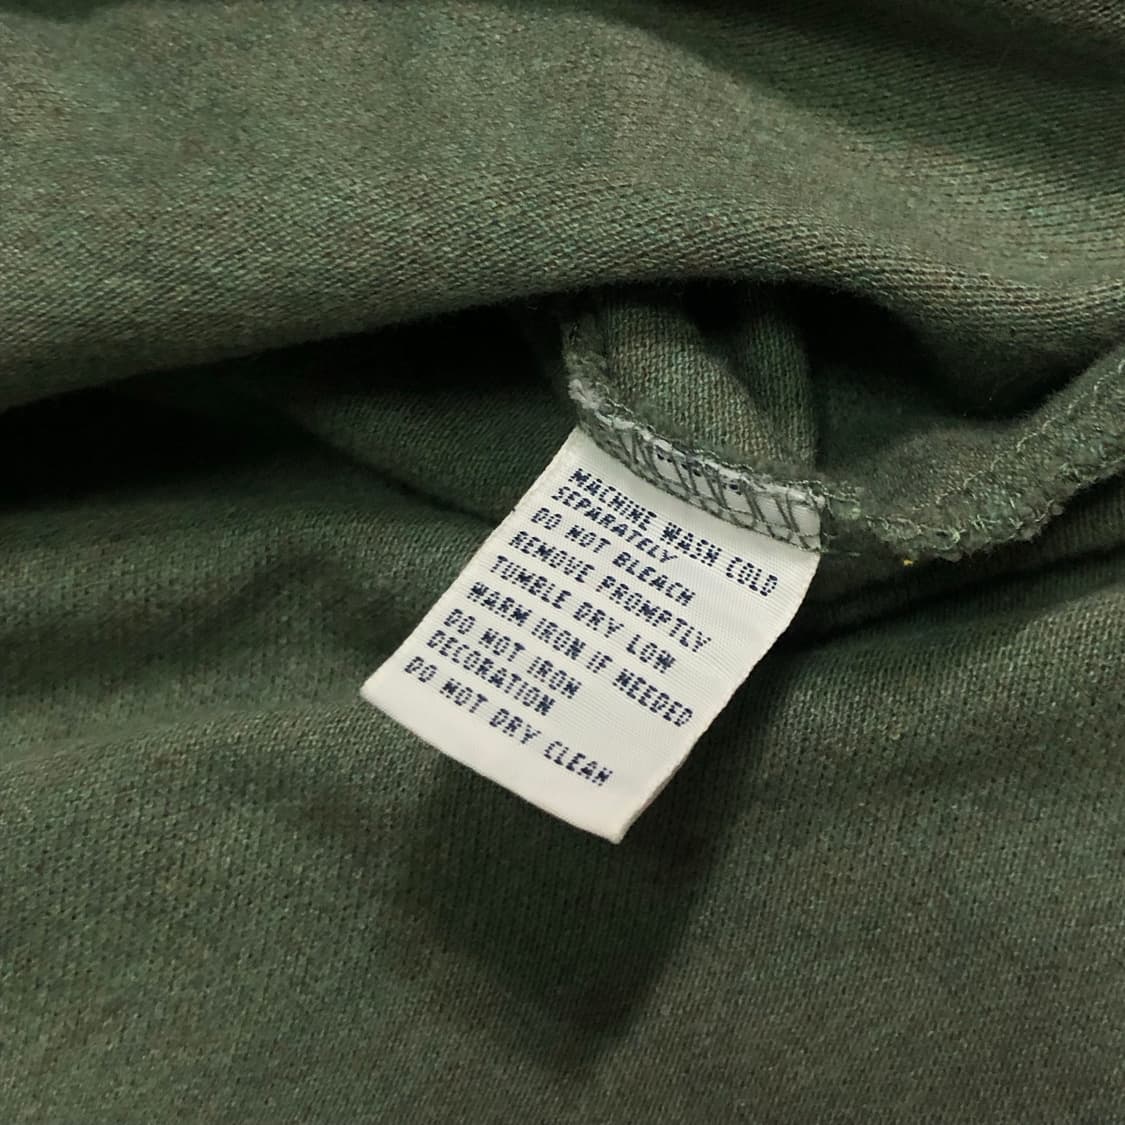 MACHINE WASH COLD
SEPARATELY
DO NOT BLEACH
REMOVE PROMPTLY
TUMBLE DRY LOW
WARM IRON IF NEEDED
DO NOT IRON
DECORATION
DO NOT DRY CLEAN